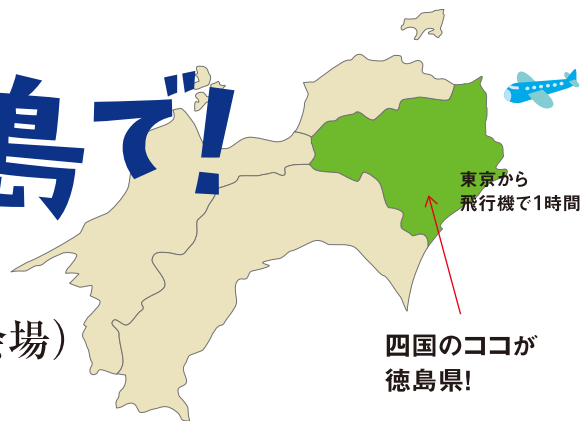 島で!
東京から
飛行機で1時間
会場）
四国のココが
徳島県!